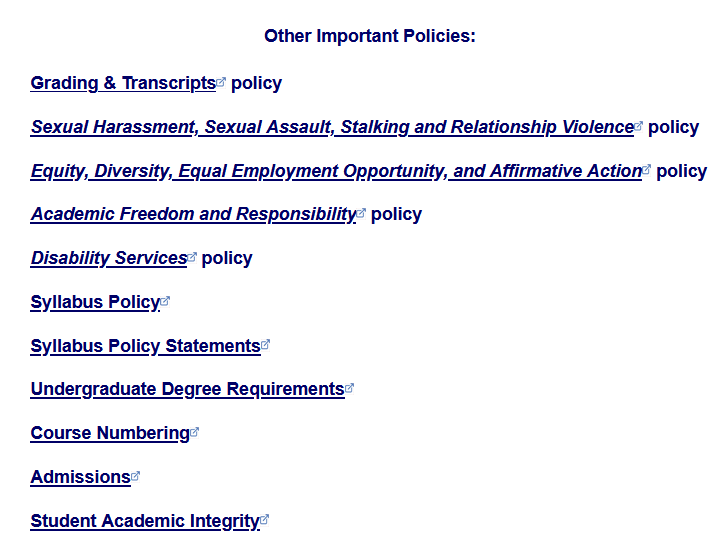 Other Important Policies:
Grading & Transcripts policy
Sexual Harassment, Sexual Assault, Stalking and Relationship Violence policy
Equity, Diversity, Equal Employment Opportunity, and Affirmative Action policy
Academic Freedom and Responsibility policy
Disability Services policy
Syllabus Policy
Syllabus Policy Statements
Undergraduate Degree Requirements
Course Numbering
Admissions
Student Academic Integrity